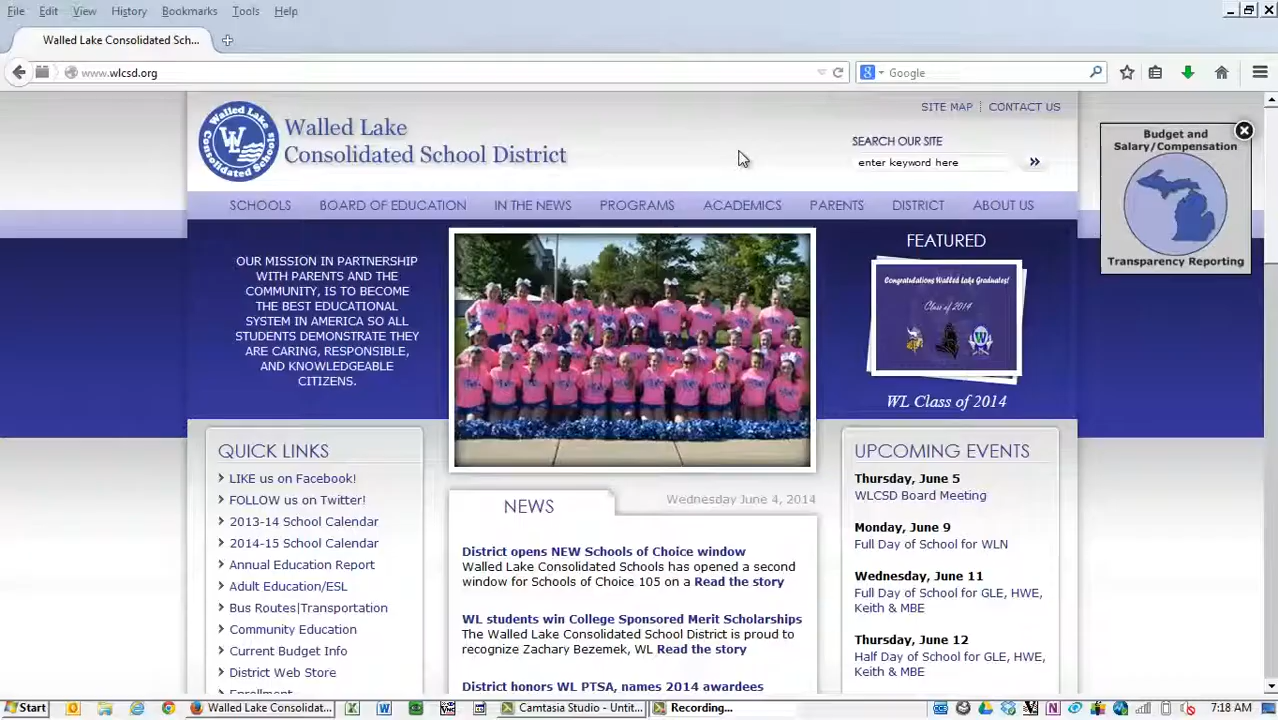 File Edit View History Bookmarks Tools Help
Walled Lake Consolidated Sch...
www.wlcsd.org
Google
SITE MAP | CONTACT US
Walled Lake Consolidated Schools
WL
Walled Lake
Consolidated School District
SEARCH OUR SITE
enter keyword here
Budget and
Salary/Compensation
Transparency Reporting
SCHOOLS BOARD OF EDUCATION IN THE NEWS PROGRAMS ACADEMICS PARENTS DISTRICT ABOUT US
OUR MISSION IN PARTNERSHIP
WITH PARENTS AND THE
COMMUNITY, IS TO BECOME
THE BEST EDUCATIONAL
SYSTEM IN AMERICA SO ALL
STUDENTS DEMONSTRATE THEY
ARE CARING, RESPONSIBLE,
AND KNOWLEDGEABLE
CITIZENS.
FEATURED
Congratulations Walled Lake Graduates!
Class of 2014
WL Class of 2014
QUICK LINKS
LIKE us on Facebook!
FOLLOW us on Twitter!
2013-14 School Calendar
2014-15 School Calendar
Annual Education Report
Adult Education/ESL
Bus Routes|Transportation
Community Education
Current Budget Info
District Web Store
Enrollment
NEWS
Wednesday June 4, 2014
District opens NEW Schools of Choice window
Walled Lake Consolidated Schools has opened a second
window for Schools of Choice 105 on a Read the story
WL students win College Sponsored Merit Scholarships
The Walled Lake Consolidated School District is proud to
recognize Zachary Bezemek, WL Read the story
District honors WL PTSA, names 2014 awardees
UPCOMING EVENTS
Thursday, June 5
WLCSD Board Meeting
Monday, June 9
Full Day of School for WLN
Wednesday, June 11
Full Day of School for GLE, HWE,
Keith & MBE
Thursday, June 12
Half Day of School for GLE, HWE,
Keith & MBE
Start
Walled Lake Consolidat...
Camtasia Studio - Untit...
Recording...
7:18 AM